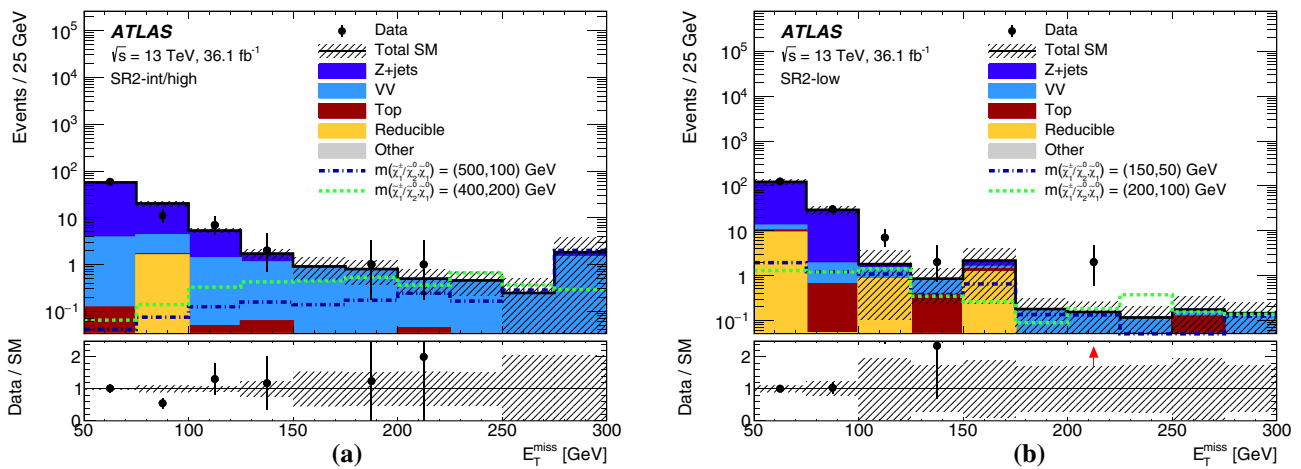 Events / 25 GeV
10⁵
10⁴
10³
10²
10
1
10⁻¹
ATLAS
√s = 13 TeV, 36.1 fb⁻¹
SR2-int/high
Data
Total SM
Z+jets
VV
Top
Reducible
Other
m(χ̃₁±/χ̃₂⁰,χ̃₁⁰) = (500,100) GeV
m(χ̃₁±/χ̃₂⁰,χ̃₁⁰) = (400,200) GeV
Data / SM
2
1
0
50 100 150 200 250 300
(a)
E_T^miss [GeV]
Events / 25 GeV
10⁵
10⁴
10³
10²
10
1
10⁻¹
ATLAS
√s = 13 TeV, 36.1 fb⁻¹
SR2-low
Data
Total SM
Z+jets
VV
Top
Reducible
Other
m(χ̃₁±/χ̃₂⁰,χ̃₁⁰) = (150,50) GeV
m(χ̃₁±/χ̃₂⁰,χ̃₁⁰) = (200,100) GeV
Data / SM
2
1
0
50 100 150 200 250 300
(b)
E_T^miss [GeV]